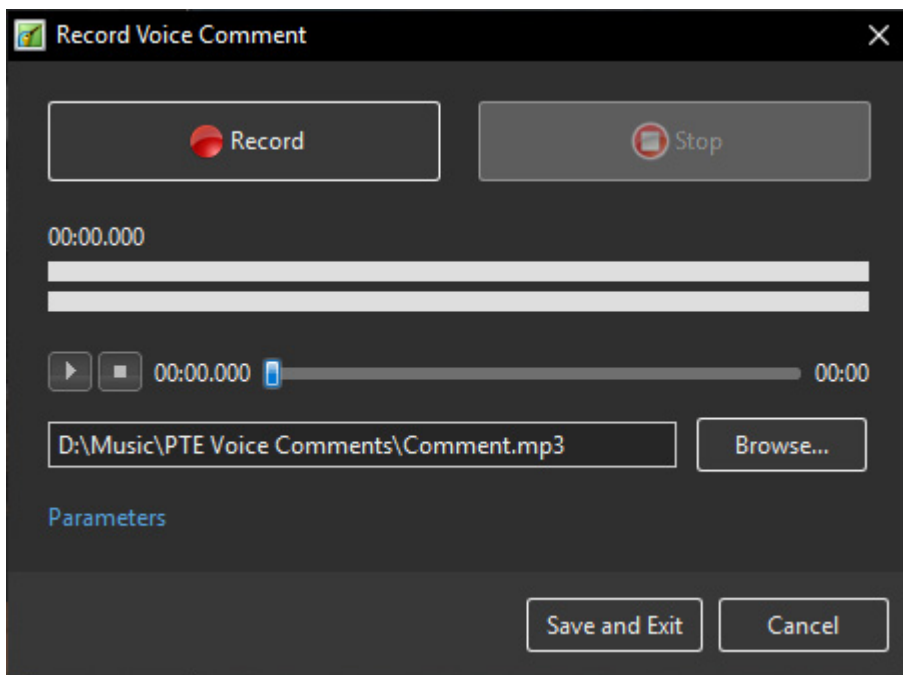 Record Voice Comment
Record
Stop
00:00.000
00:00.000
00:00
D:\Music\PTE Voice Comments\Comment.mp3
Browse...
Parameters
Save and Exit
Cancel